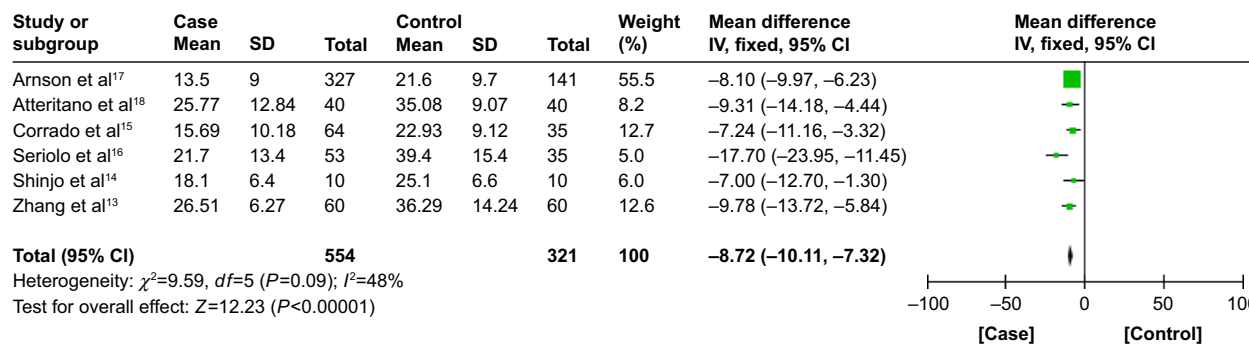 Study or subgroup Case Mean SD Total Control Mean SD Total Weight (%) Mean difference IV, fixed, 95% CI Mean difference IV, fixed, 95% CI
Arnson et al17 13.5 9 327 21.6 9.7 141 55.5 –8.10 (–9.97, –6.23)
Atteritano et al18 25.77 12.84 40 35.08 9.07 40 8.2 –9.31 (–14.18, –4.44)
Corrado et al15 15.69 10.18 64 22.93 9.12 35 12.7 –7.24 (–11.16, –3.32)
Seriolo et al16 21.7 13.4 53 39.4 15.4 35 5.0 –17.70 (–23.95, –11.45)
Shinjo et al14 18.1 6.4 10 25.1 6.6 10 6.0 –7.00 (–12.70, –1.30)
Zhang et al13 26.51 6.27 60 36.29 14.24 60 12.6 –9.78 (–13.72, –5.84)
Total (95% CI) 554 321 100 –8.72 (–10.11, –7.32)
Heterogeneity: χ2=9.59, df=5 (P=0.09); I2=48%
Test for overall effect: Z=12.23 (P<0.00001)
–100 –50 0 50 100
[Case] [Control]